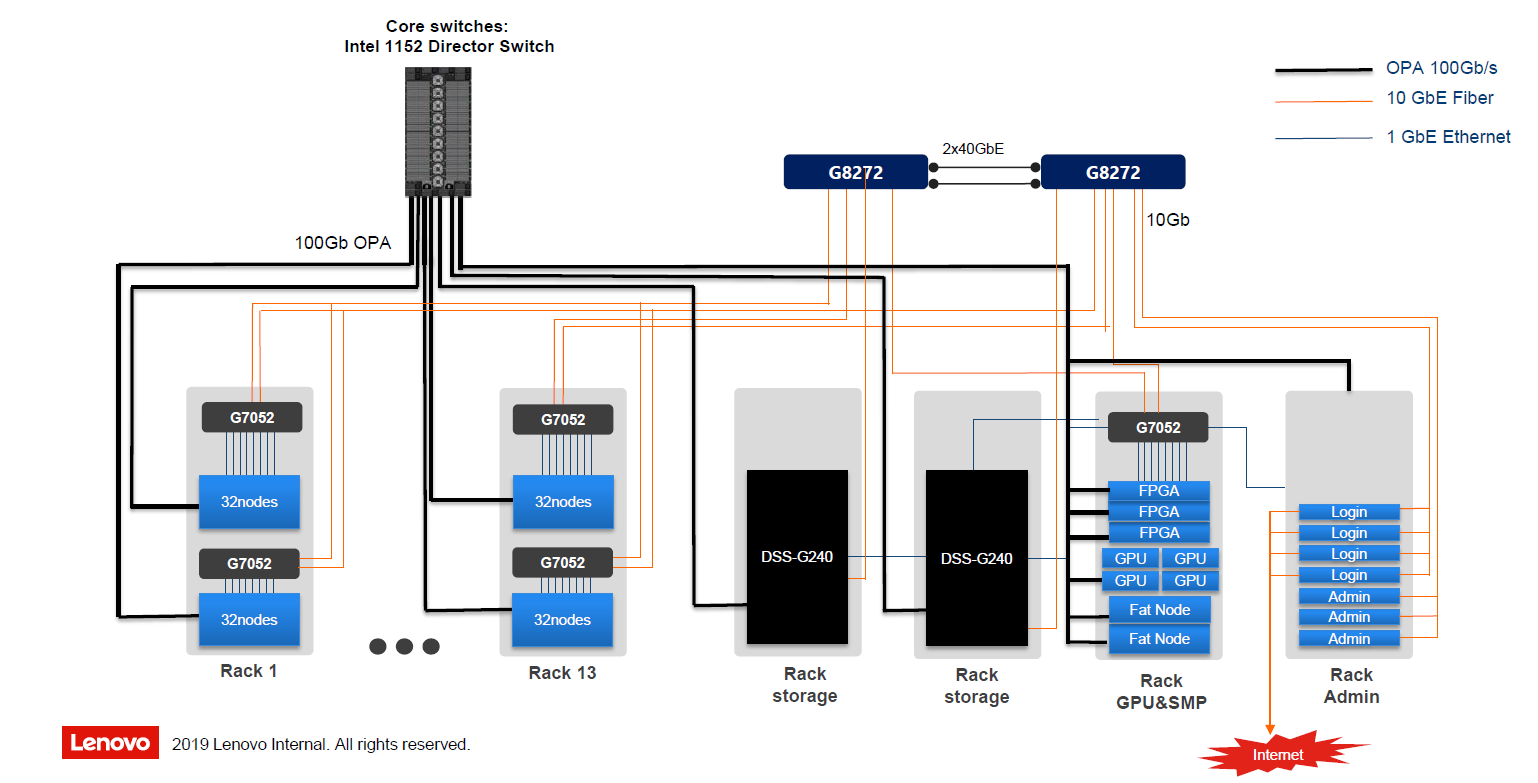 Core switches:
Intel 1152 Director Switch
OPA 100Gb/s
10 GbE Fiber
1 GbE Ethernet
2x40GbE
G8272
G8272
10Gb
100Gb OPA
G7052
32nodes
G7052
32nodes
Rack 1
G7052
32nodes
G7052
32nodes
Rack 13
DSS-G240
Rack
storage
DSS-G240
Rack
storage
G7052
FPGA
FPGA
FPGA
GPU GPU
GPU GPU
Fat Node
Fat Node
Rack
GPU&SMP
Login
Login
Login
Login
Admin
Admin
Admin
Rack
Admin
Internet
Lenovo
2019 Lenovo Internal. All rights reserved.